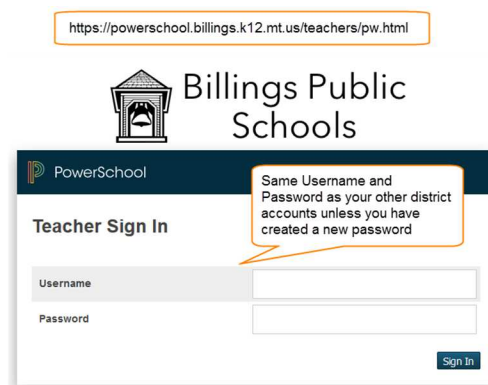 https://powerschool.billings.k12.mt.us/teachers/pw.html
Billings Public
Schools
PowerSchool
Same Username and
Password as your other district
accounts unless you have
created a new password
Teacher Sign In
Username
Password
Sign In